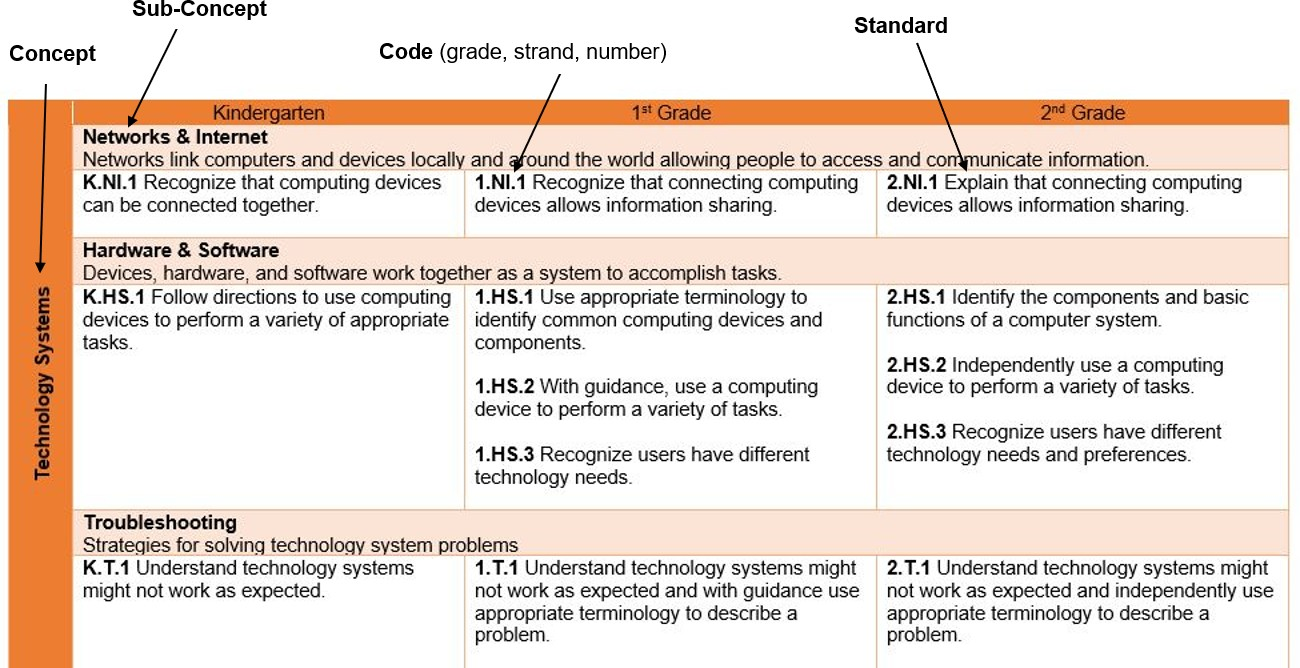 Sub-Concept
Concept
Code (grade, strand, number)
Standard
Kindergarten
1st Grade
2nd Grade
Technology Systems
Networks & Internet
Networks link computers and devices locally and around the world allowing people to access and communicate information.
K.NI.1 Recognize that computing devices
can be connected together.
1.NI.1 Recognize that connecting computing
devices allows information sharing.
2.NI.1 Explain that connecting computing
devices allows information sharing.
Hardware & Software
Devices, hardware, and software work together as a system to accomplish tasks.
K.HS.1 Follow directions to use computing
devices to perform a variety of appropriate
tasks.
1.HS.1 Use appropriate terminology to
identify common computing devices and
components.
1.HS.2 With guidance, use a computing
device to perform a variety of tasks.
1.HS.3 Recognize users have different
technology needs.
2.HS.1 Identify the components and basic
functions of a computer system.
2.HS.2 Independently use a computing
device to perform a variety of tasks.
2.HS.3 Recognize users have different
technology needs and preferences.
Troubleshooting
Strategies for solving technology system problems
K.T.1 Understand technology systems
might not work as expected.
1.T.1 Understand technology systems might
not work as expected and with guidance use
appropriate terminology to describe a
problem.
2.T.1 Understand technology systems might
not work as expected and independently use
appropriate terminology to describe a
problem.